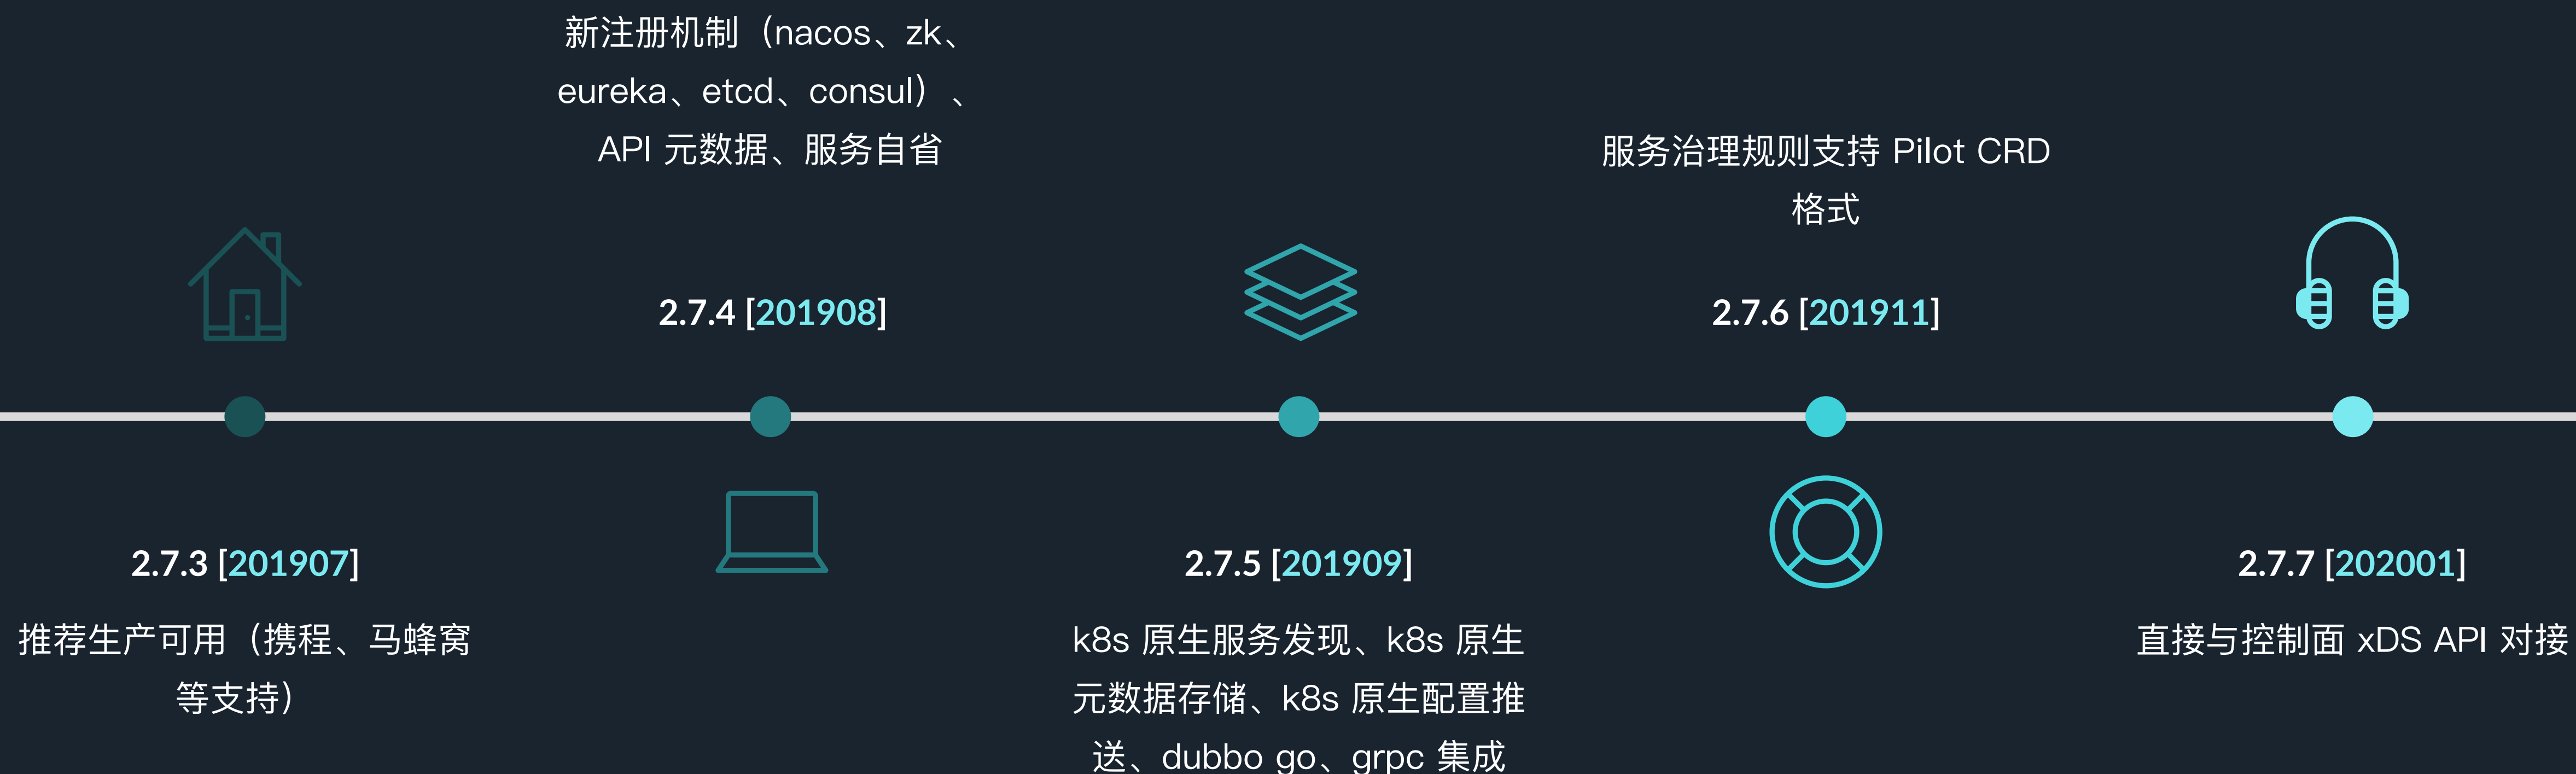 2.7.3 [201907]
推荐生产可用（携程、马蜂窝
等支持）
新注册机制（nacos、zk、
eureka、etcd、consul）、
API 元数据、服务自省
2.7.4 [201908]
2.7.5 [201909]
k8s 原生服务发现、k8s 原生
元数据存储、k8s 原生配置推
送、dubbo go、grpc 集成
服务治理规则支持 Pilot CRD
格式
2.7.6 [201911]
2.7.7 [202001]
直接与控制面 xDS API 对接